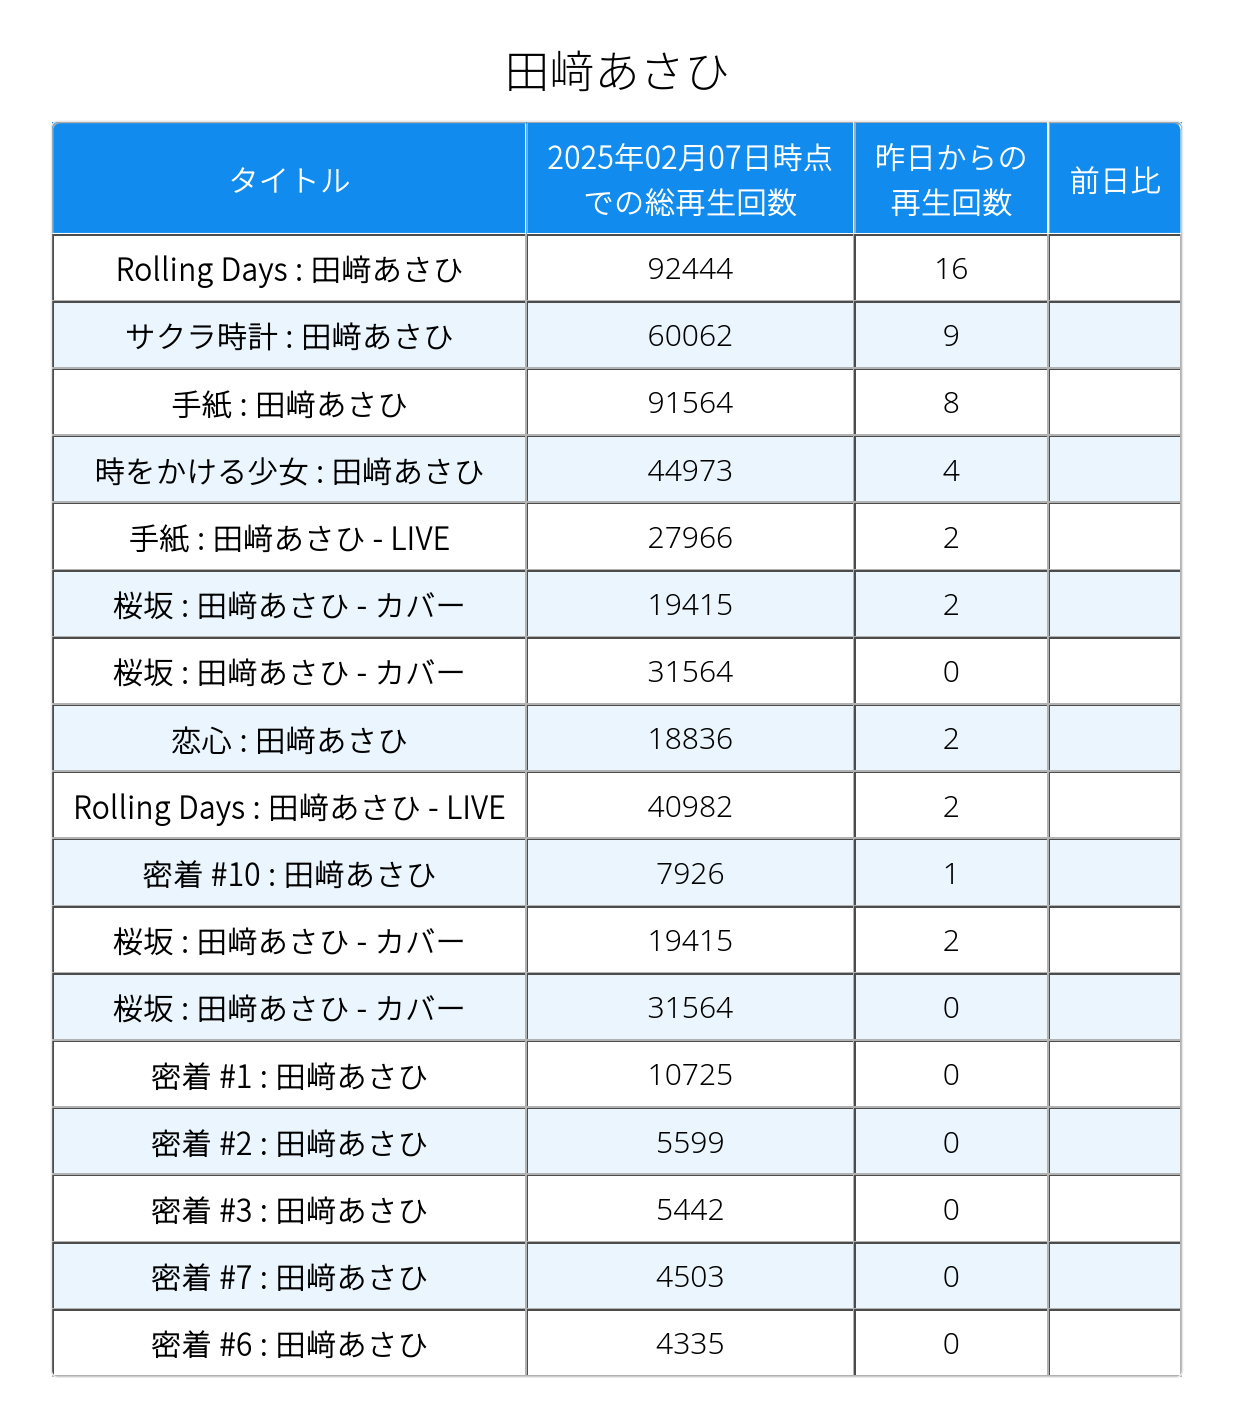 田﨑あさひ
タイトル 2025年02月07日時点での総再生回数 昨日からの再生回数 前日比
Rolling Days : 田﨑あさひ 92444 16
サクラ時計 : 田﨑あさひ 60062 9
手紙 : 田﨑あさひ 91564 8
時をかける少女 : 田﨑あさひ 44973 4
手紙 : 田﨑あさひ - LIVE 27966 2
桜坂 : 田﨑あさひ - カバー 19415 2
桜坂 : 田﨑あさひ - カバー 31564 0
恋心 : 田﨑あさひ 18836 2
Rolling Days : 田﨑あさひ - LIVE 40982 2
密着 #10 : 田﨑あさひ 7926 1
桜坂 : 田﨑あさひ - カバー 19415 2
桜坂 : 田﨑あさひ - カバー 31564 0
密着 #1 : 田﨑あさひ 10725 0
密着 #2 : 田﨑あさひ 5599 0
密着 #3 : 田﨑あさひ 5442 0
密着 #7 : 田﨑あさひ 4503 0
密着 #6 : 田﨑あさひ 4335 0